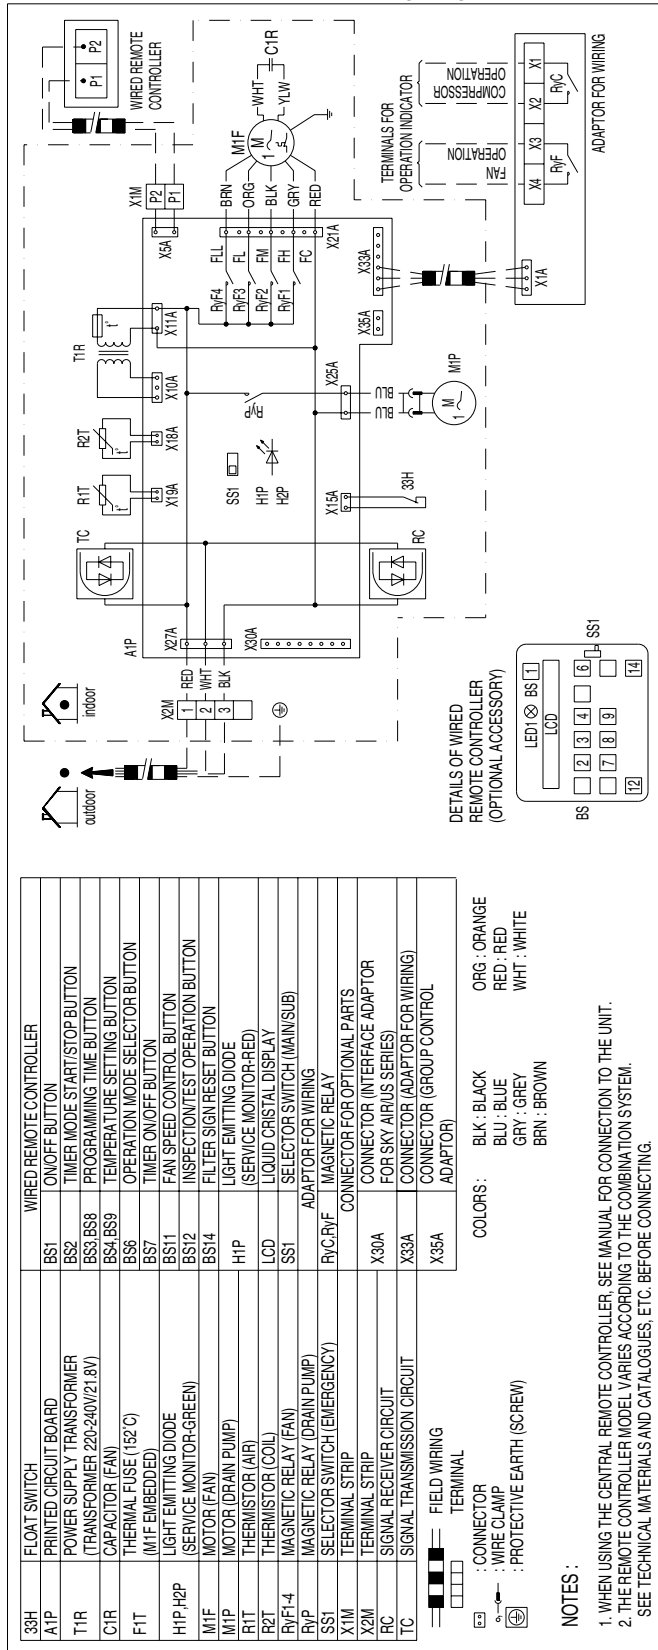 33H FLOAT SWITCH
A1P PRINTED CIRCUIT BOARD
T1R POWER SUPPLY TRANSFORMER
(TRANSFORMER 220-240V/21.8V)
C1R CAPACITOR (FAN)
F1T THERMAL FUSE (152˚C)
(M1F EMBEDDED)
H1P,H2P LIGHT EMITTING DIODE
(SERVICE MONITOR-GREEN)
M1F MOTOR (FAN)
M1P MOTOR (DRAIN PUMP)
R1T THERMISTOR (AIR)
R2T THERMISTOR (COIL)
RyF1-4 MAGNETIC RELAY (FAN)
RyP MAGNETIC RELAY (DRAIN PUMP)
SS1 SELECTOR SWITCH (EMERGENCY)
X1M TERMINAL STRIP
X2M TERMINAL STRIP
RC SIGNAL RECEIVER CIRCUIT
TC SIGNAL TRANSMISSION CIRCUIT
WIRED REMOTE CONTROLLER
BS1 ON/OFF BUTTON
BS2 TIMER MODE START/STOP BUTTON
BS3,BS8 PROGRAMMING TIME BUTTON
BS4,BS9 TEMPERATURE SETTING BUTTON
BS6 OPERATION MODE SELECTOR BUTTON
BS7 TIMER ON/OFF BUTTON
BS11 FAN SPEED CONTROL BUTTON
BS12 INSPECTION/TEST OPERATION BUTTON
BS14 FILTER SIGN RESET BUTTON
H1P LIGHT EMITTING DIODE
(SERVICE MONITOR-RED)
LCD LIQUID CRISTAL DISPLAY
SS1 SELECTOR SWITCH (MAIN/SUB)
ADAPTOR FOR WIRING
RyC,RyF MAGNETIC RELAY
CONNECTOR FOR OPTIONAL PARTS
X30A CONNECTOR (INTERFACE ADAPTOR
FOR SKY AIR/US SERIES)
X33A CONNECTOR (ADAPTOR FOR WIRING)
X35A CONNECTOR (GROUP CONTROL
ADAPTOR)
FIELD WIRING
TERMINAL
: CONNECTOR
: WIRE CLAMP
: PROTECTIVE EARTH (SCREW)
COLORS :
BLK : BLACK
BLU : BLUE
GRY : GREY
BRN : BROWN
ORG : ORANGE
RED : RED
WHT : WHITE
NOTES :
1. WHEN USING THE CENTRAL REMOTE CONTROLLER, SEE MANUAL FOR CONNECTION TO THE UNIT.
2. THE REMOTE CONTROLLER MODEL VARIES ACCORDING TO THE COMBINATION SYSTEM.
SEE TECHNICAL MATERIALS AND CATALOGUES, ETC. BEFORE CONNECTING.
outdoor
indoor
X2M
1 2 3
RED
WHT
BLK
A1P
X27A
X30A
TC
RC
R1T
t˚
X19A
R2T
t˚
X18A
T1R
t˚
X10A
X11A
SS1
H1P
H2P
X15A
33H
RyP
X25A
BLU
BLU
M
1
M1P
X35A
X33A
RyF4
RyF3
RyF2
RyF1
FLL
FL
FM
FH
FC
X21A
BRN
ORG
BLK
GRY
RED
M1F
M
1
WHT
YLW
C1R
X5A
X1M
P2
P1
P1
P2
WIRED REMOTE
CONTROLLER
TERMINALS FOR
OPERATION INDICATOR
FAN
OPERATION
COMPRESSOR
OPERATION
X4 X3 X2 X1
RyF
RyC
X1A
ADAPTOR FOR WIRING
DETAILS OF WIRED
REMOTE CONTROLLER
(OPTIONAL ACCESSORY)
LED1 BS 1
LCD
BS
2 3 4 6
7 8 9
12 14
SS1